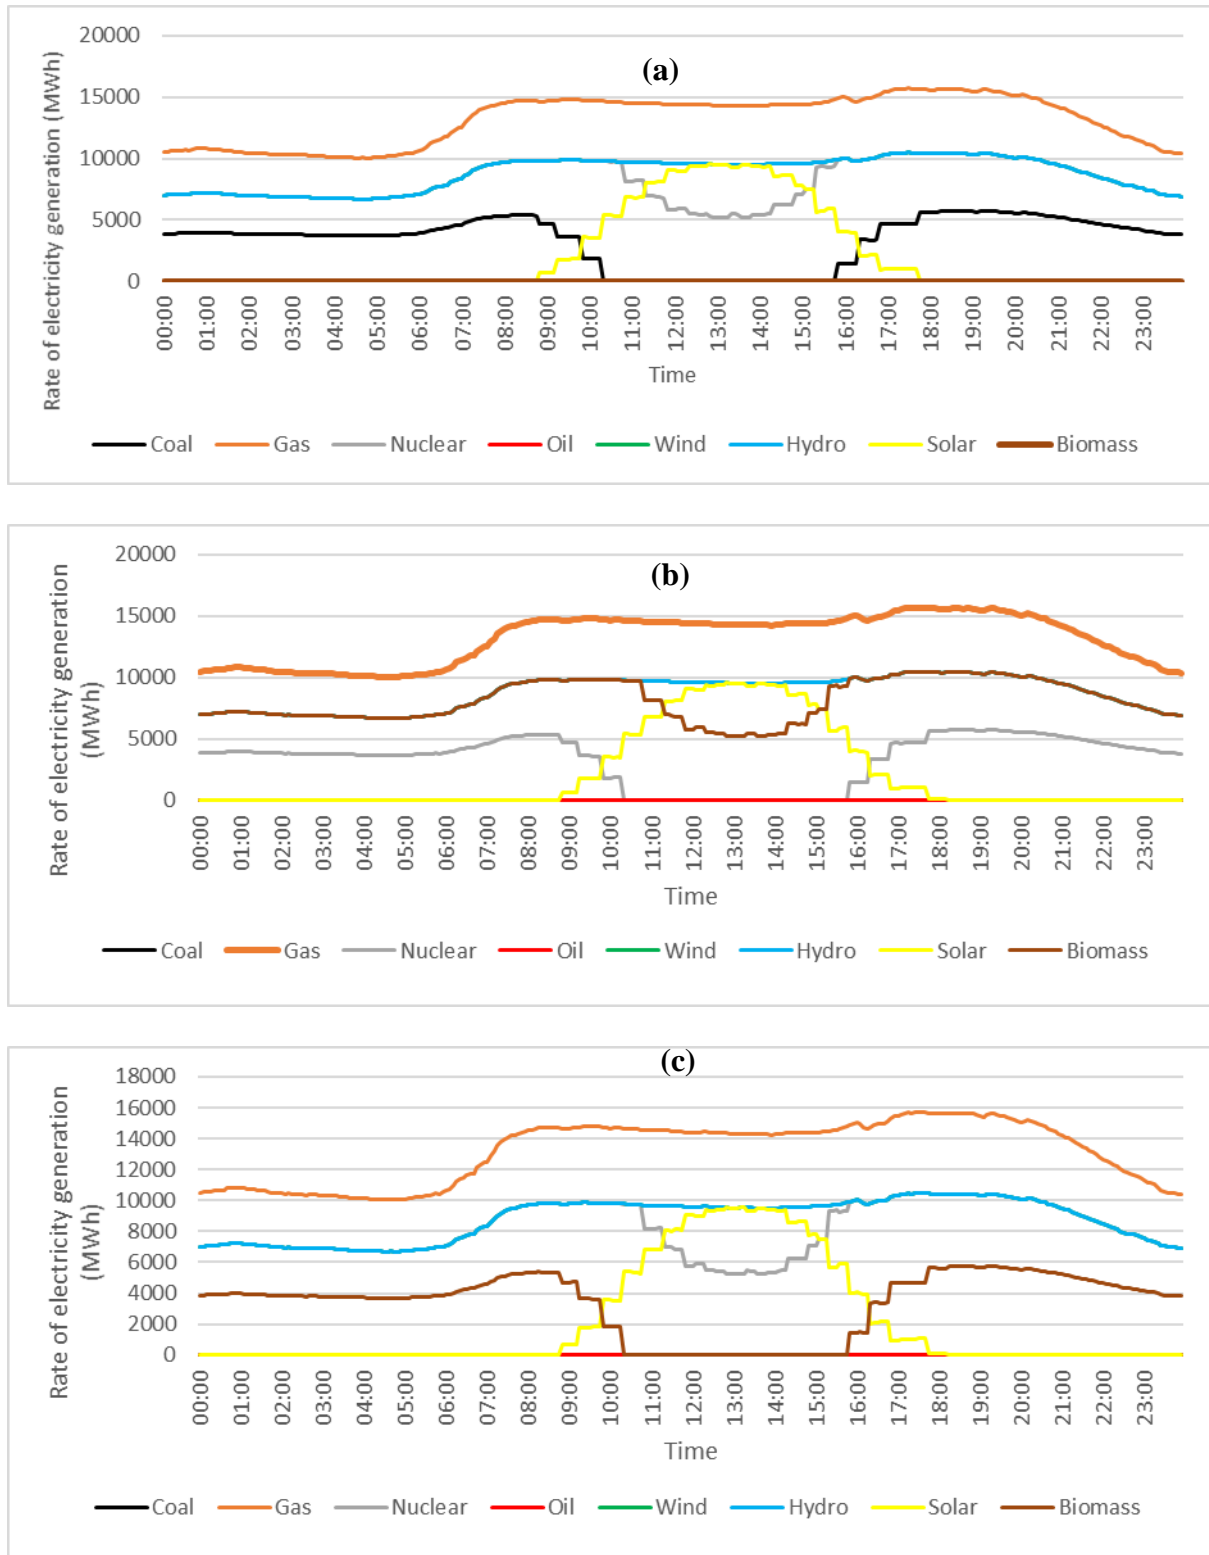 (a)
Rate of electricity generation (MWh)
20000
15000
10000
5000
0
00:00 01:00 02:00 03:00 04:00 05:00 06:00 07:00 08:00 09:00 10:00 11:00 12:00 13:00 14:00 15:00 16:00 17:00 18:00 19:00 20:00 21:00 22:00 23:00
Time
Coal Gas Nuclear Oil Wind Hydro Solar Biomass
(b)
Rate of electricity generation
(MWh)
20000
15000
10000
5000
0
00:00 01:00 02:00 03:00 04:00 05:00 06:00 07:00 08:00 09:00 10:00 11:00 12:00 13:00 14:00 15:00 16:00 17:00 18:00 19:00 20:00 21:00 22:00 23:00
Time
Coal Gas Nuclear Oil Wind Hydro Solar Biomass
(c)
Rate of electricity generation
(MWh)
18000
16000
14000
12000
10000
8000
6000
4000
2000
0
00:00 01:00 02:00 03:00 04:00 05:00 06:00 07:00 08:00 09:00 10:00 11:00 12:00 13:00 14:00 15:00 16:00 17:00 18:00 19:00 20:00 21:00 22:00 23:00
Time
Coal Gas Nuclear Oil Wind Hydro Solar Biomass